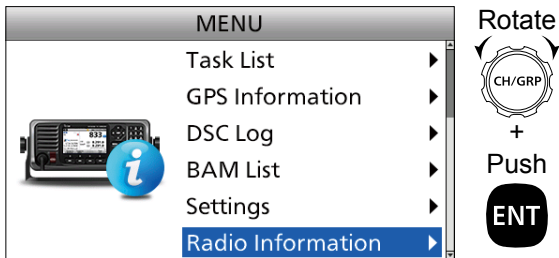 MENU
Task List
GPS Information
DSC Log
BAM List
Settings
Radio Information
Rotate
CH/GRP
+
Push
ENT